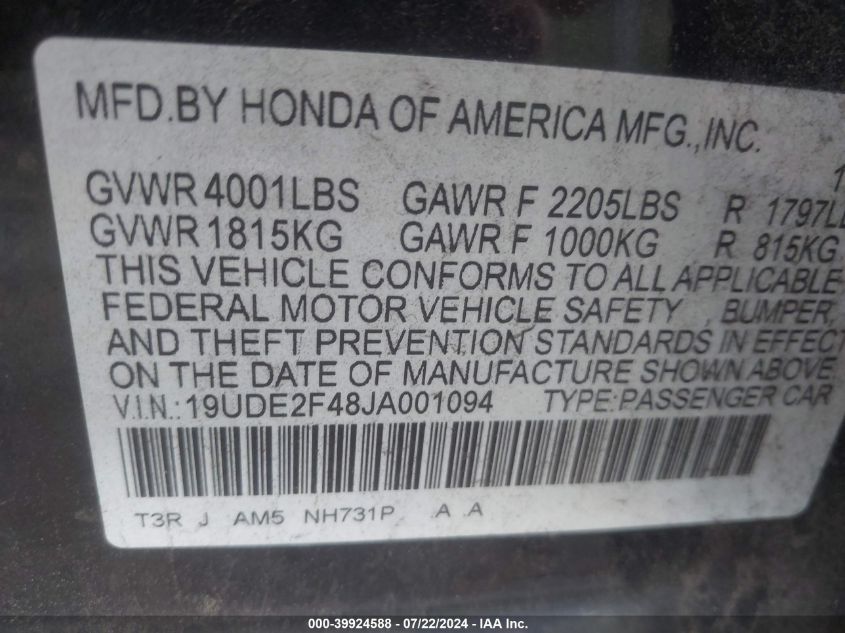 MFD.BY HONDA OF AMERICA MFG.,INC.
1
GVWR 4001LBS GAWR F 2205LBS R 1797LB
GVWR 1815KG GAWR F 1000KG R 815KG
THIS VEHICLE CONFORMS TO ALL APPLICABLE
FEDERAL MOTOR VEHICLE SAFETY , BUMPER,
AND THEFT PREVENTION STANDARDS IN EFFECT
ON THE DATE OF MANUFACTURE SHOWN ABOVE
V.I.N.:19UDE2F48JA001094 TYPE:PASSENGER CAR
T3R J AM5 NH731P A A
000-39924588 - 07/22/2024 - IAA Inc.